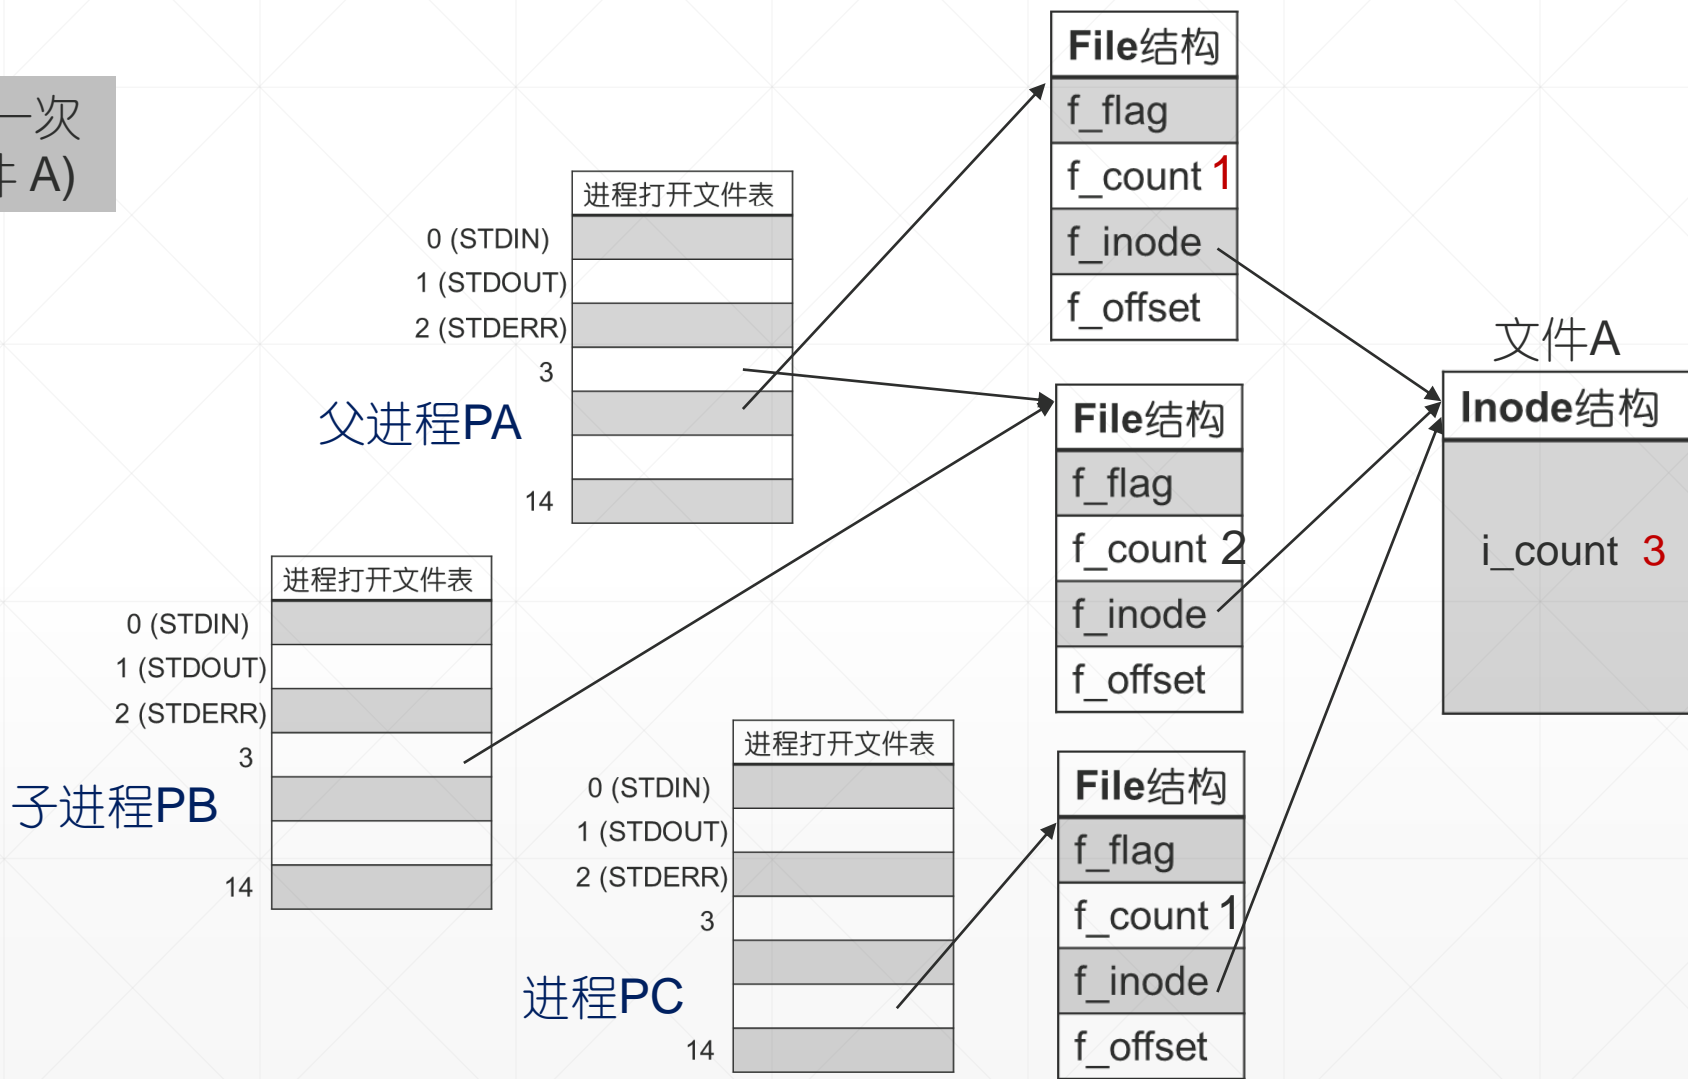 一次
件 A)
进程打开文件表
0 (STDIN)
1 (STDOUT)
2 (STDERR)
3
14
父进程PA
进程打开文件表
0 (STDIN)
1 (STDOUT)
2 (STDERR)
3
14
子进程PB
进程打开文件表
0 (STDIN)
1 (STDOUT)
2 (STDERR)
3
14
进程PC
File结构
f_flag
f_count 1
f_inode
f_offset
File结构
f_flag
f_count 2
f_inode
f_offset
File结构
f_flag
f_count 1
f_inode
f_offset
文件A
Inode结构
i_count 3